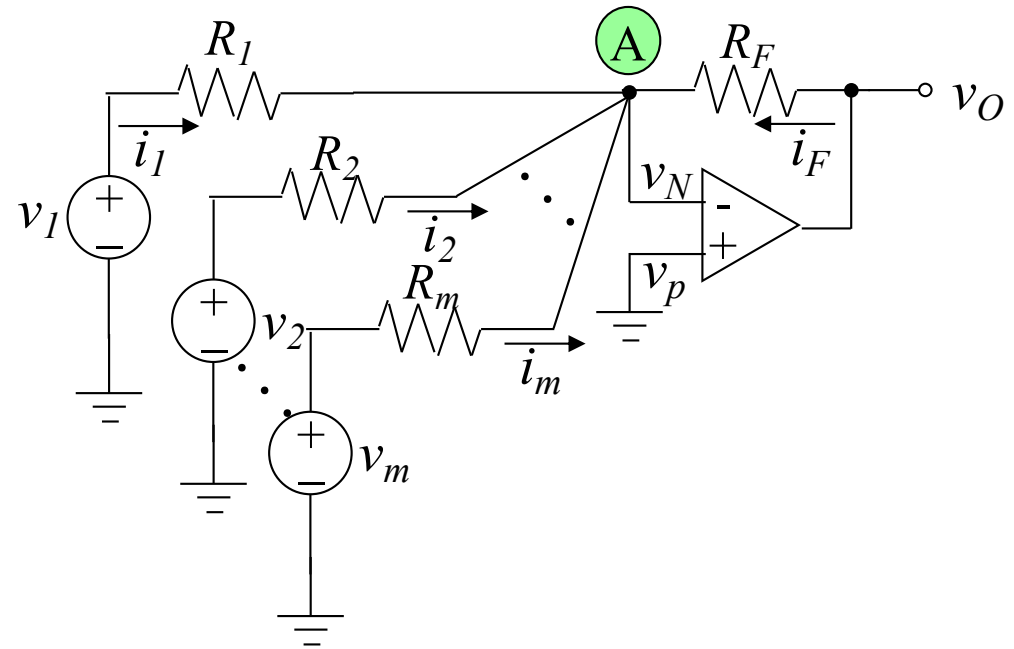 A
R1
RF
vO
i1
iF
R2
vN
-
v1
+
−
i2
+
vp
Rm
+
−
v2
im
+
−
vm